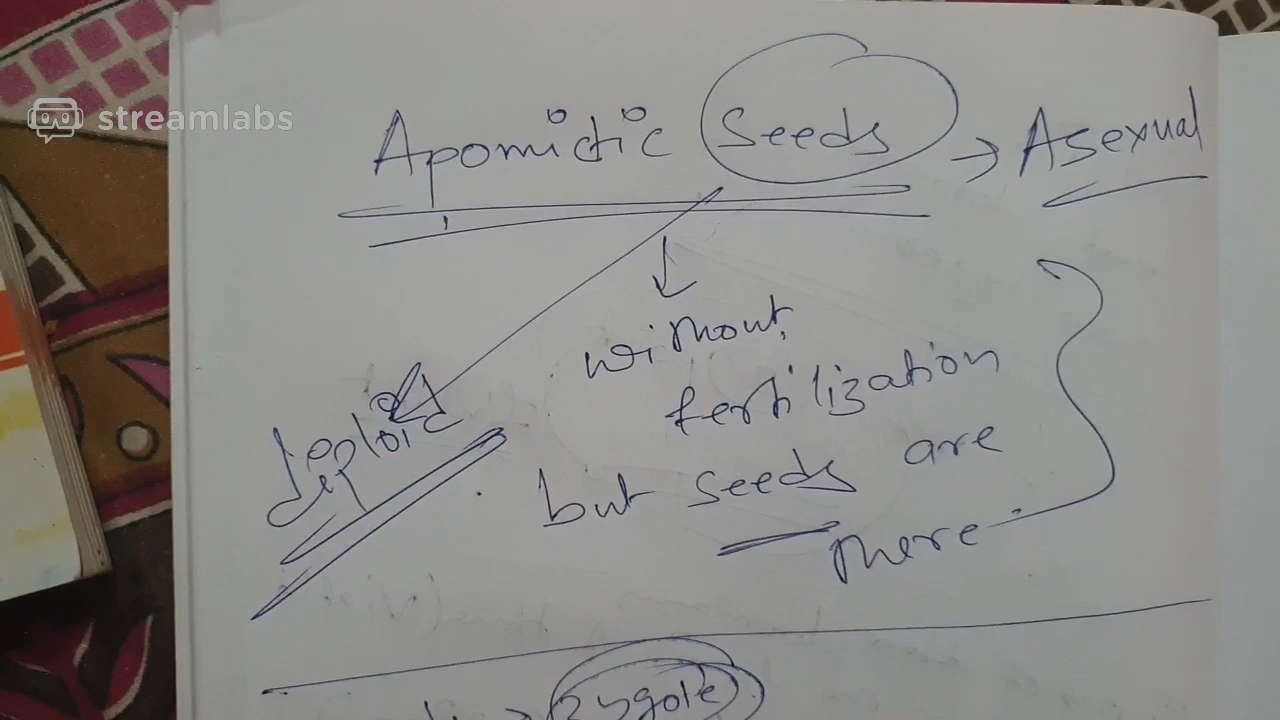 streamlabs
Apomictic Seeds → Asexual
↓
without
fertilization
but seeds are
there
diploid
→ zygote